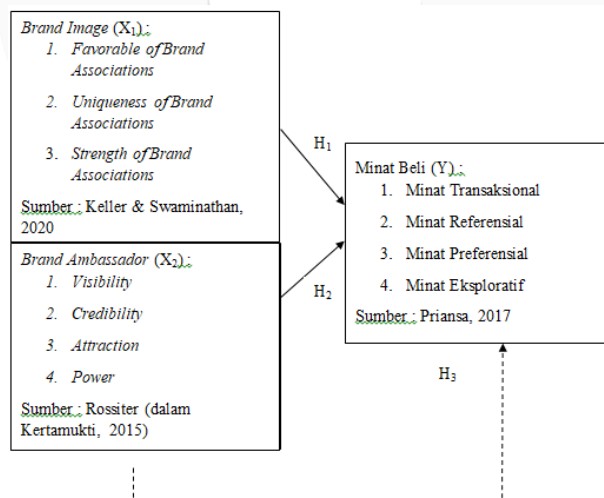 Brand Image (X₁) :
1. Favorable of Brand
Associations
2. Uniqueness of Brand
Associations
3. Strength of Brand
Associations
Sumber : Keller & Swaminathan,
2020
Brand Ambassador (X₂) :
1. Visibility
2. Credibility
3. Attraction
4. Power
Sumber : Rossiter (dalam
Kertamukti, 2015)
H₁
H₂
Minat Beli (Y) :
1. Minat Transaksional
2. Minat Referensial
3. Minat Preferensial
4. Minat Eksploratif
Sumber : Priansa, 2017
H₃